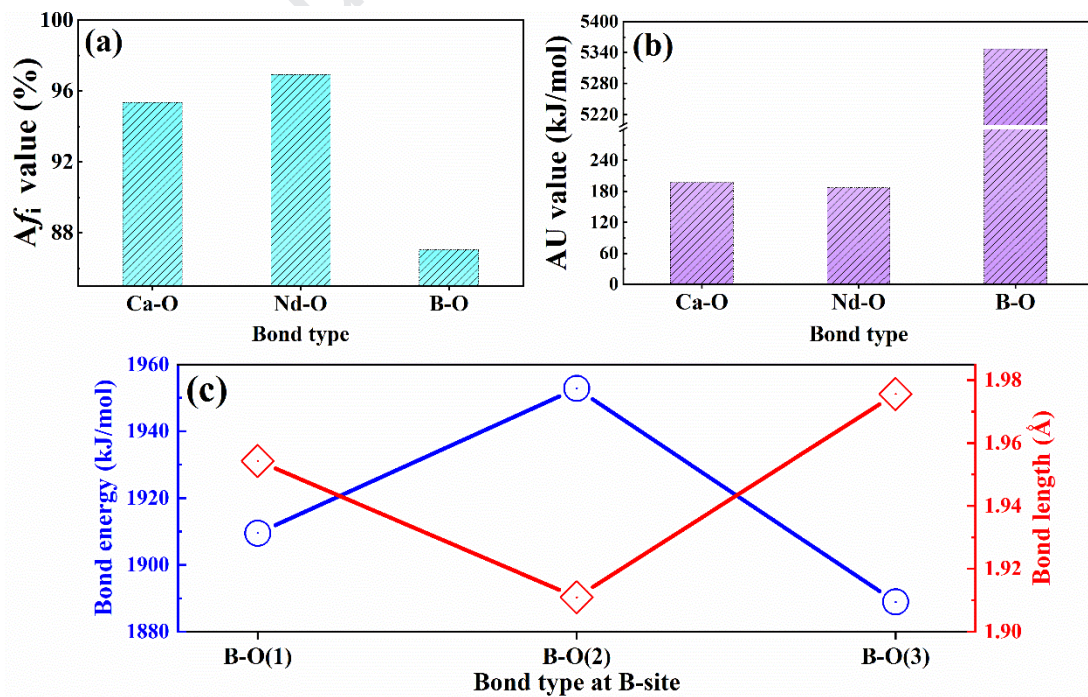 (a)
Af_i value (%)
100
96
92
88
Ca-O Nd-O B-O
Bond type
(b)
AU value (kJ/mol)
5400
5340
5280
5220
240
180
120
60
0
Ca-O Nd-O B-O
Bond type
(c)
Bond energy (kJ/mol)
1960
1940
1920
1900
1880
1.98
1.96
1.94
1.92
1.90
Bond length (Å)
B-O(1) B-O(2) B-O(3)
Bond type at B-site